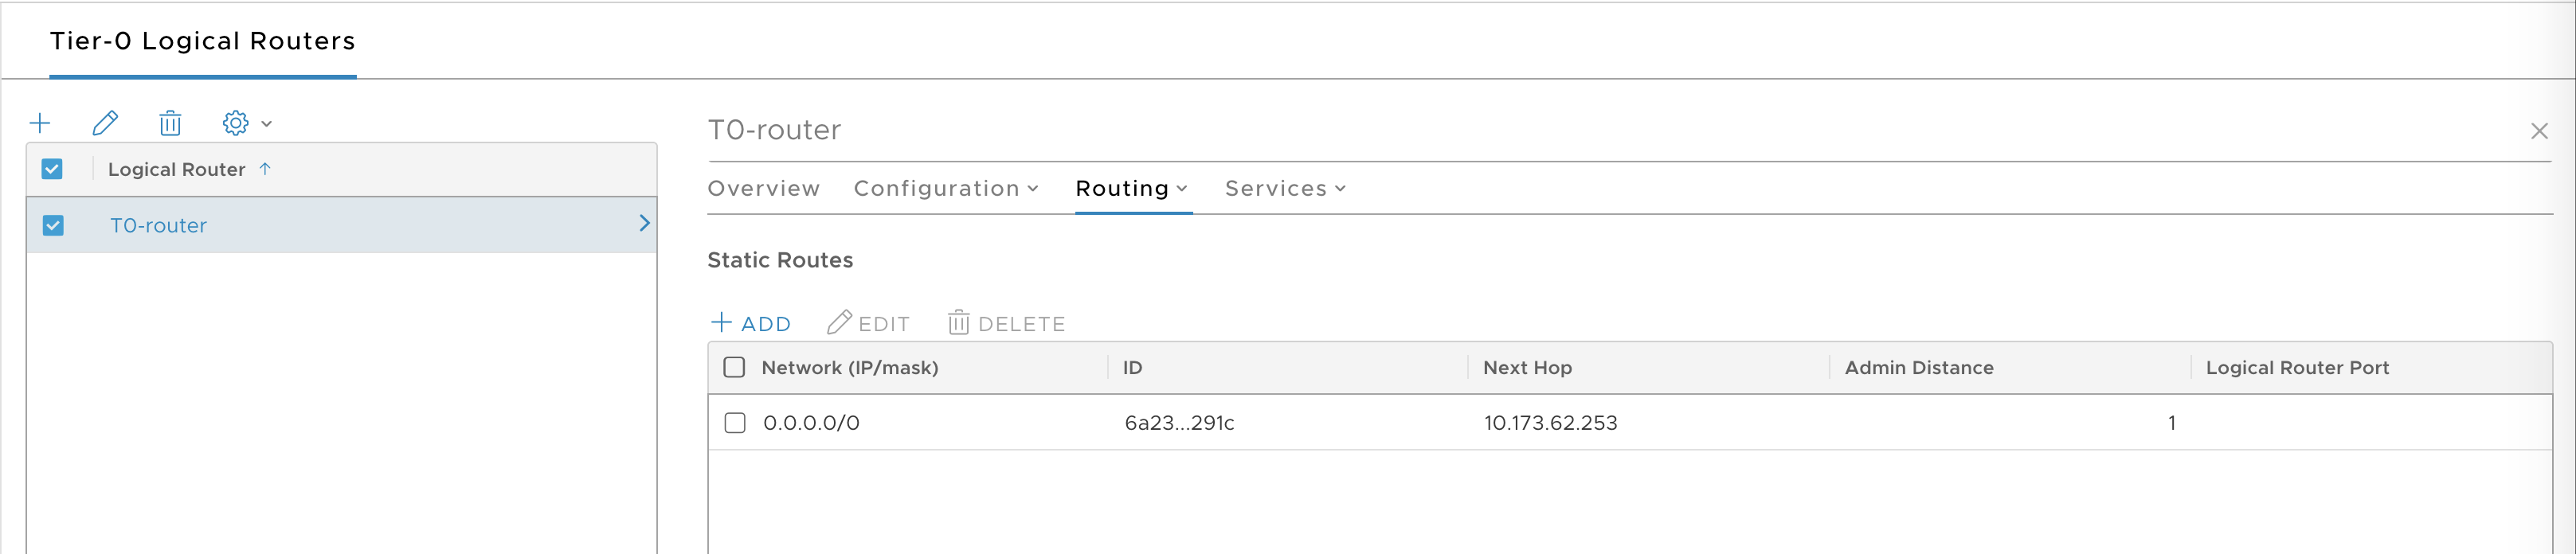 Tier-0 Logical Routers
Logical Router
T0-router
T0-router
Overview Configuration Routing Services
Static Routes
ADD EDIT DELETE
Network (IP/mask) ID Next Hop Admin Distance Logical Router Port
0.0.0.0/0 6a23...291c 10.173.62.253 1